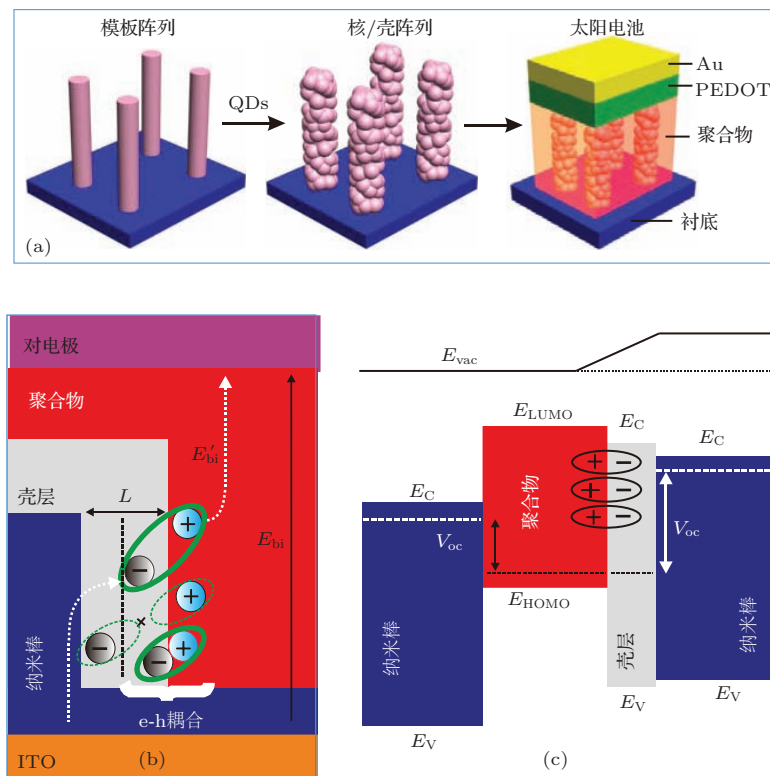 模板阵列
核/壳阵列
太阳电池
QDs
Au
PEDOT
聚合物
衬底
(a)
对电极
聚合物
E′bi
壳层
L
Ebi
+
−
+
−
×
−
+
纳米棒
e-h耦合
ITO
(b)
Evac
ELUMO
EC
EC
EC
+ −
+ −
+ −
聚合物
Voc
Voc
EHOMO
纳米棒
壳层
纳米棒
EV
EV
EV
(c)